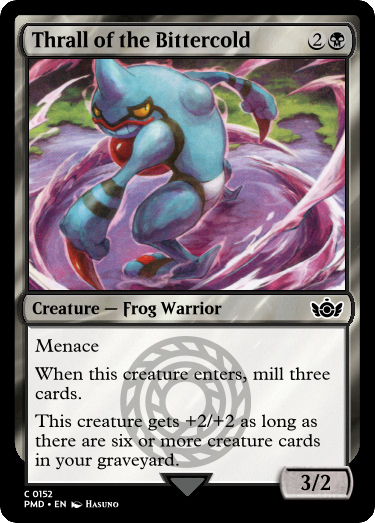 Thrall of the Bittercold 2
Creature — Frog Warrior
Menace
When this creature enters, mill three
cards.
This creature gets +2/+2 as long as
there are six or more creature cards
in your graveyard.
3/2
C 0152
PMD • EN Hasuno